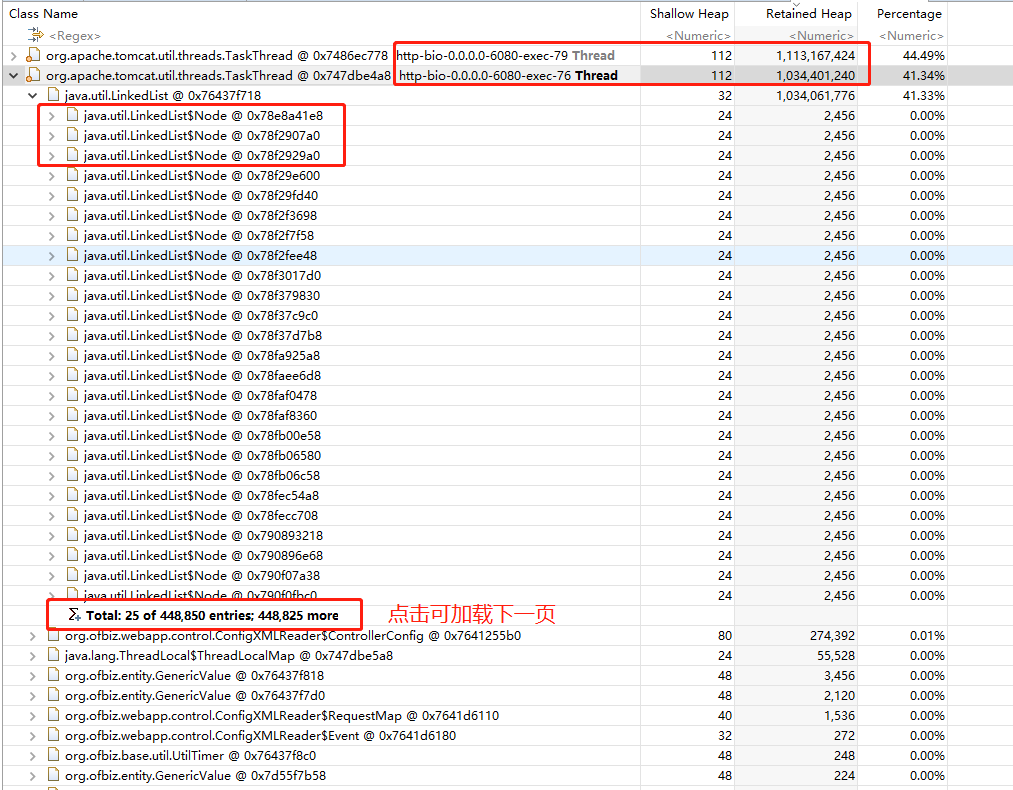 Class Name Shallow Heap Retained Heap Percentage
<Regex> <Numeric> <Numeric> <Numeric>
org.apache.tomcat.util.threads.TaskThread @ 0x7486ec778 http-bio-0.0.0.0-6080-exec-79 Thread 112 1,113,167,424 44.49%
org.apache.tomcat.util.threads.TaskThread @ 0x747dbe4a8 http-bio-0.0.0.0-6080-exec-76 Thread 112 1,034,401,240 41.34%
java.util.LinkedList @ 0x76437f718 32 1,034,061,776 41.33%
java.util.LinkedList$Node @ 0x78e8a41e8 24 2,456 0.00%
java.util.LinkedList$Node @ 0x78f2907a0 24 2,456 0.00%
java.util.LinkedList$Node @ 0x78f2929a0 24 2,456 0.00%
java.util.LinkedList$Node @ 0x78f29e600 24 2,456 0.00%
java.util.LinkedList$Node @ 0x78f29fd40 24 2,456 0.00%
java.util.LinkedList$Node @ 0x78f2f3698 24 2,456 0.00%
java.util.LinkedList$Node @ 0x78f2f7f58 24 2,456 0.00%
java.util.LinkedList$Node @ 0x78f2fee48 24 2,456 0.00%
java.util.LinkedList$Node @ 0x78f3017d0 24 2,456 0.00%
java.util.LinkedList$Node @ 0x78f379830 24 2,456 0.00%
java.util.LinkedList$Node @ 0x78f37c9c0 24 2,456 0.00%
java.util.LinkedList$Node @ 0x78f37d7b8 24 2,456 0.00%
java.util.LinkedList$Node @ 0x78fa925a8 24 2,456 0.00%
java.util.LinkedList$Node @ 0x78faee6d8 24 2,456 0.00%
java.util.LinkedList$Node @ 0x78faf0478 24 2,456 0.00%
java.util.LinkedList$Node @ 0x78faf8360 24 2,456 0.00%
java.util.LinkedList$Node @ 0x78fb00e58 24 2,456 0.00%
java.util.LinkedList$Node @ 0x78fb06580 24 2,456 0.00%
java.util.LinkedList$Node @ 0x78fb06c58 24 2,456 0.00%
java.util.LinkedList$Node @ 0x78fec54a8 24 2,456 0.00%
java.util.LinkedList$Node @ 0x78fecc708 24 2,456 0.00%
java.util.LinkedList$Node @ 0x790893218 24 2,456 0.00%
java.util.LinkedList$Node @ 0x790896e68 24 2,456 0.00%
java.util.LinkedList$Node @ 0x790f07a38 24 2,456 0.00%
java.util.LinkedList$Node @ 0x790f0fbc0 24 2,456 0.00%
Total: 25 of 448,850 entries; 448,825 more 点击可加载下一页
org.ofbiz.webapp.control.ConfigXMLReader$ControllerConfig @ 0x7641255b0 80 274,392 0.01%
java.lang.ThreadLocal$ThreadLocalMap @ 0x747dbe5a8 24 55,528 0.00%
org.ofbiz.entity.GenericValue @ 0x76437f818 48 3,456 0.00%
org.ofbiz.entity.GenericValue @ 0x76437f7d0 48 2,120 0.00%
org.ofbiz.webapp.control.ConfigXMLReader$RequestMap @ 0x7641d6110 40 1,536 0.00%
org.ofbiz.webapp.control.ConfigXMLReader$Event @ 0x7641d6180 32 272 0.00%
org.ofbiz.base.util.UtilTimer @ 0x76437f8c0 48 248 0.00%
org.ofbiz.entity.GenericValue @ 0x7d55f7b58 48 224 0.00%